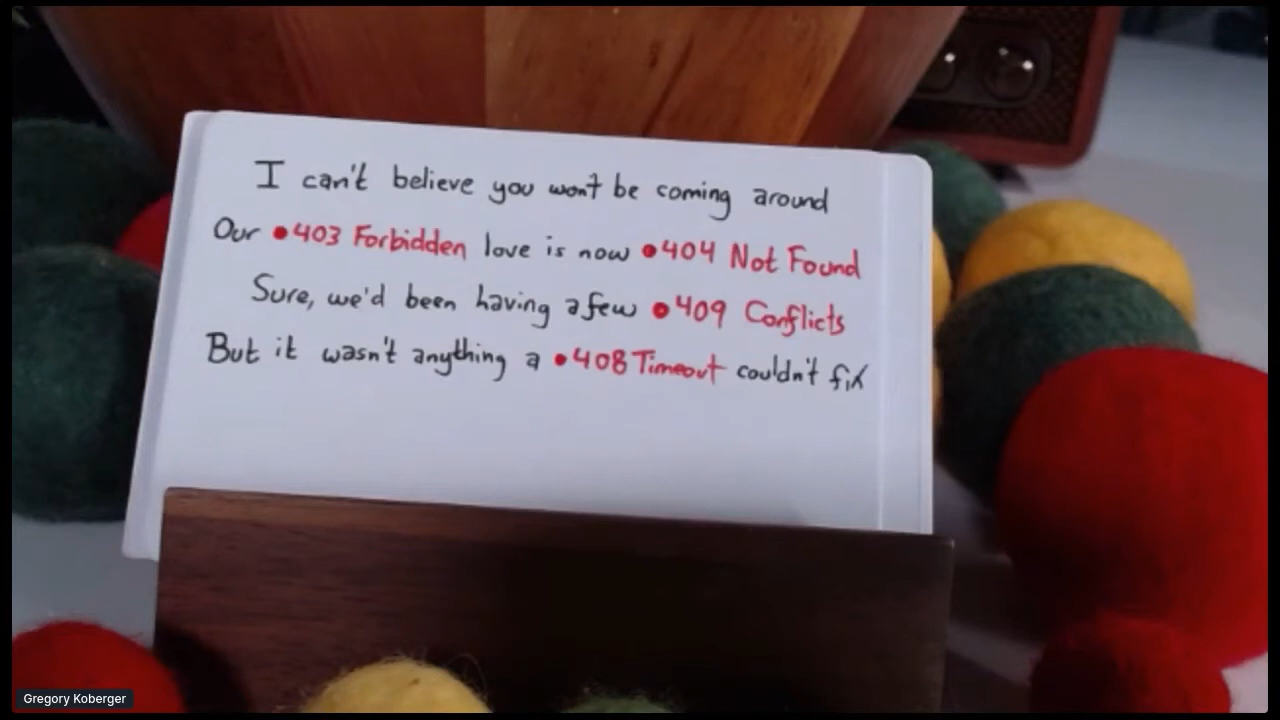 I can't believe you won't be coming around
Our •403 Forbidden love is now •404 Not Found
Sure, we'd been having a few •409 Conflicts
But it wasn't anything a •408 Timeout couldn't fix
Gregory Koberger